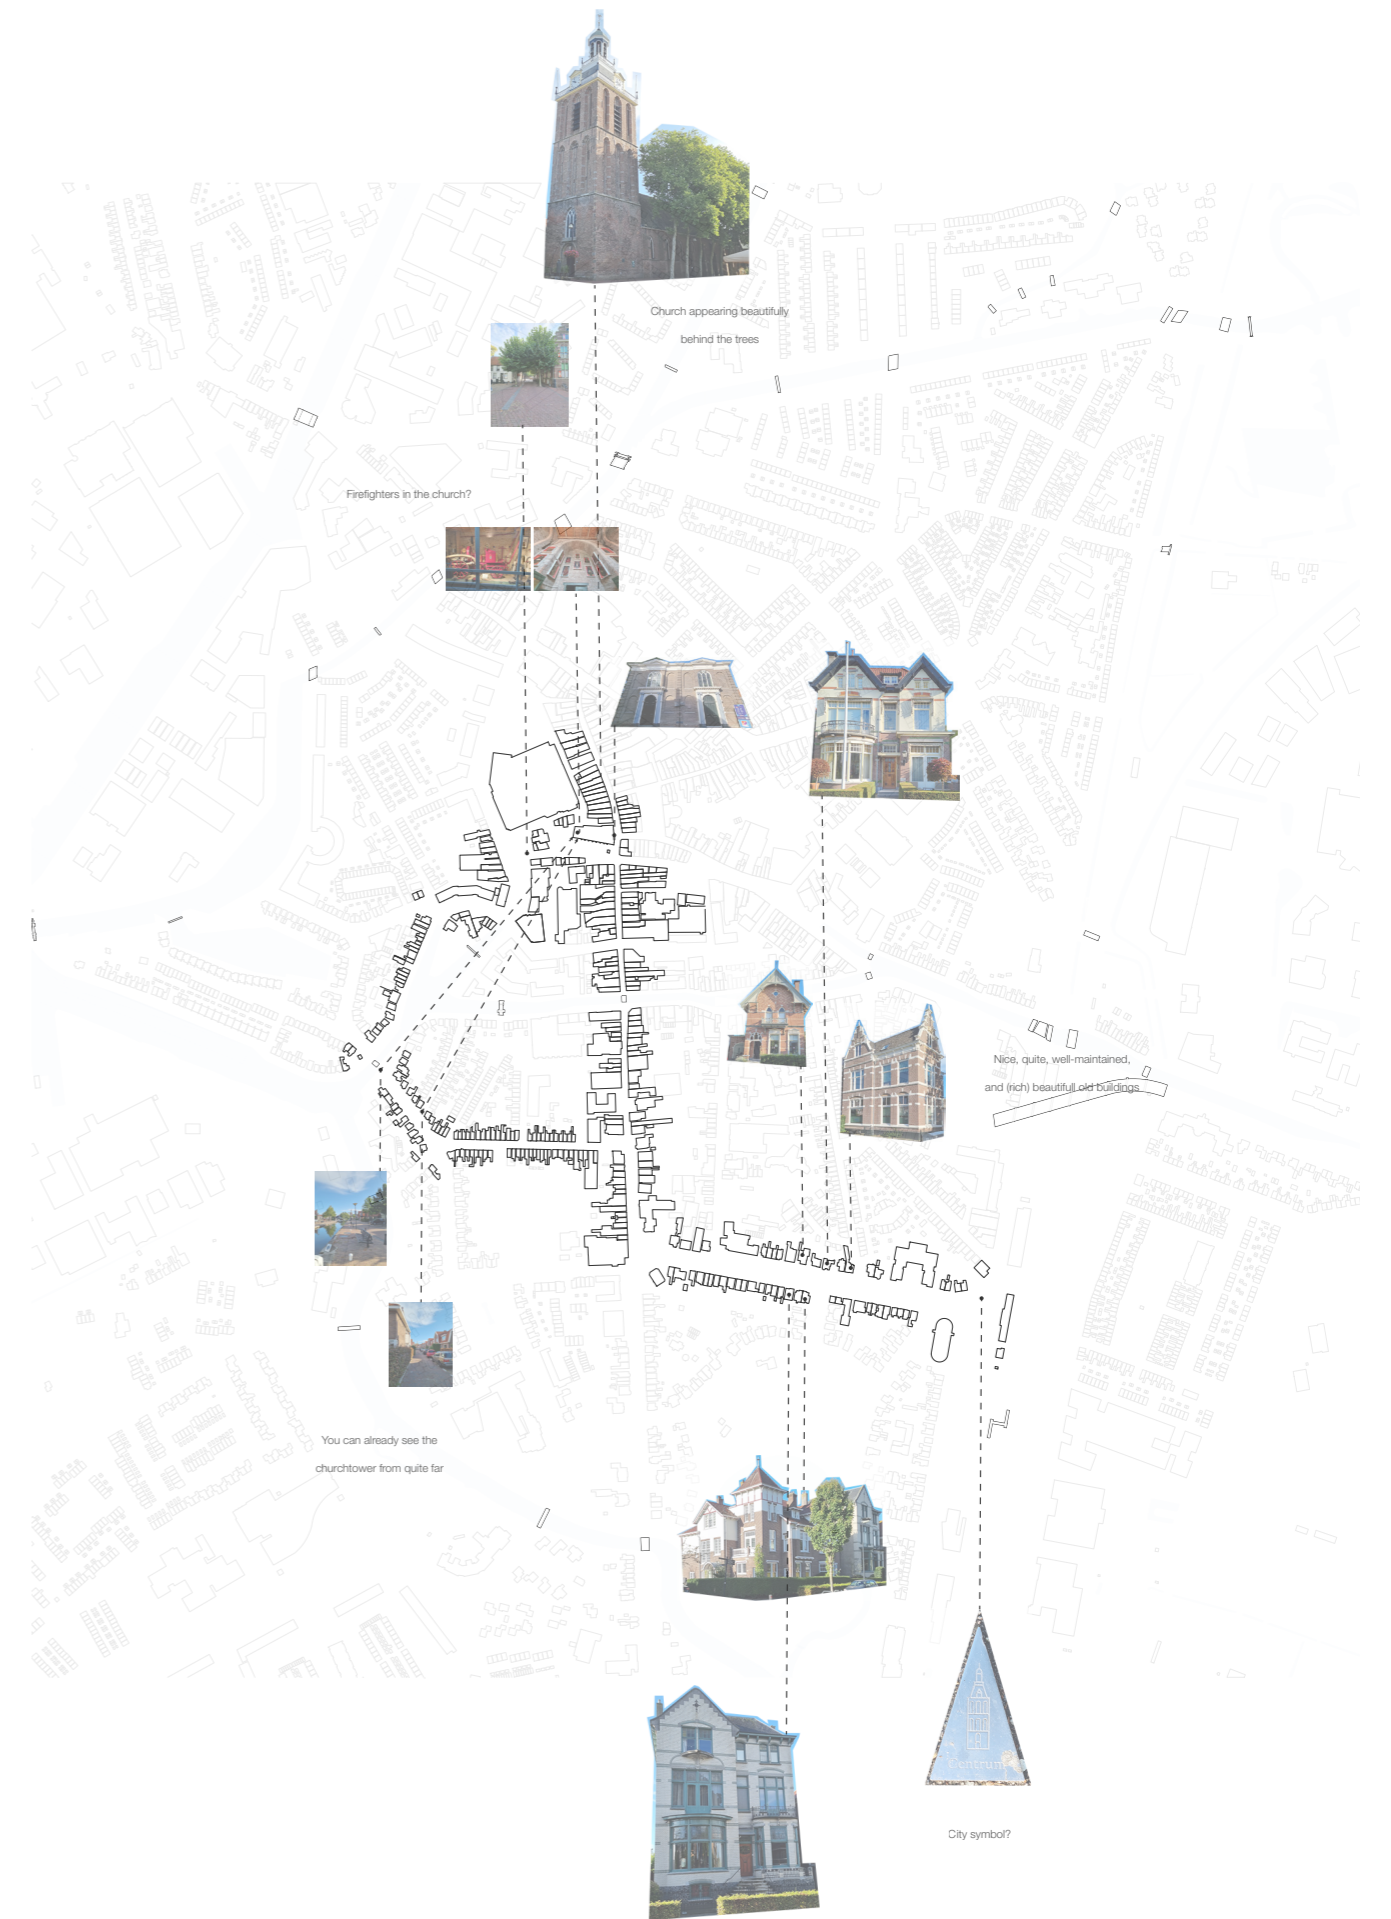 Church appearing beautifully
behind the trees
Firefighters in the church?
Nice, quite, well-maintained,
and (rich) beautifull old buildings
You can already see the
churchtower from quite far
Centrum
City symbol?